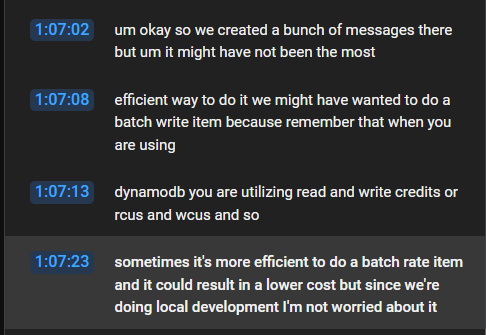 1:07:02
um okay so we created a bunch of messages there
but um it might have not been the most
1:07:08
efficient way to do it we might have wanted to do a
batch write item because remember that when you
are using
1:07:13
dynamodb you are utilizing read and write credits or
rcus and wcus and so
1:07:23
sometimes it's more efficient to do a batch rate item
and it could result in a lower cost but since we're
doing local development I'm not worried about it